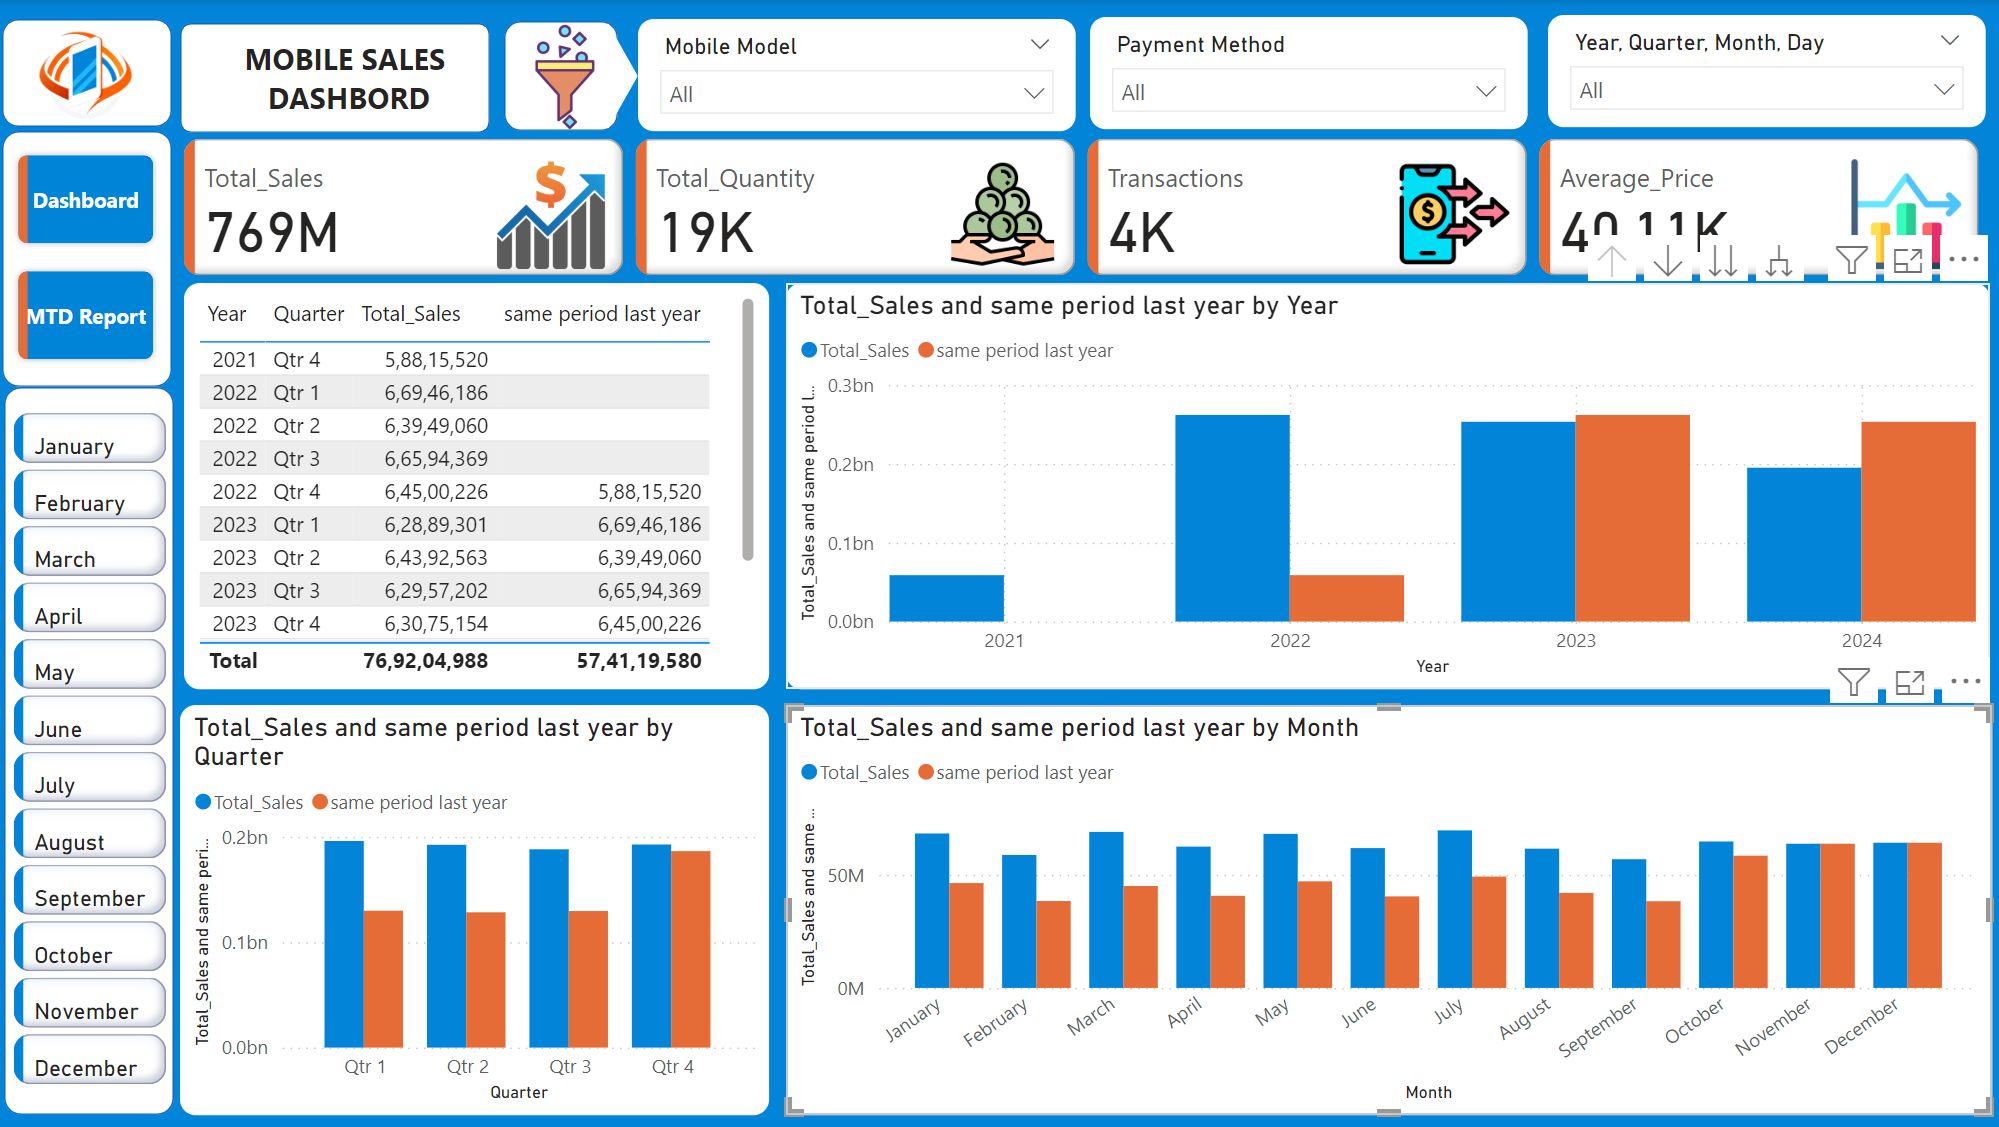 MOBILE SALES
DASHBORD
Mobile Model
All
Payment Method
All
Year, Quarter, Month, Day
All
Dashboard
MTD Report
Total_Sales
769M
Total_Quantity
19K
Transactions
4K
Average_Price
40.11K
January
February
March
April
May
June
July
August
September
October
November
December
Year Quarter Total_Sales same period last year
2021 Qtr 4 5,88,15,520
2022 Qtr 1 6,69,46,186
2022 Qtr 2 6,39,49,060
2022 Qtr 3 6,65,94,369
2022 Qtr 4 6,45,00,226 5,88,15,520
2023 Qtr 1 6,28,89,301 6,69,46,186
2023 Qtr 2 6,43,92,563 6,39,49,060
2023 Qtr 3 6,29,57,202 6,65,94,369
2023 Qtr 4 6,30,75,154 6,45,00,226
Total 76,92,04,988 57,41,19,580
Total_Sales and same period last year by Year
Total_Sales same period last year
Total_Sales and same period l...
0.3bn
0.2bn
0.1bn
0.0bn
2021 2022 2023 2024
Year
Total_Sales and same period last year by
Quarter
Total_Sales same period last year
Total_Sales and same peri...
0.2bn
0.1bn
0.0bn
Qtr 1 Qtr 2 Qtr 3 Qtr 4
Quarter
Total_Sales and same period last year by Month
Total_Sales same period last year
Total_Sales and same ...
50M
0M
January February March April May June July August September October November December
Month